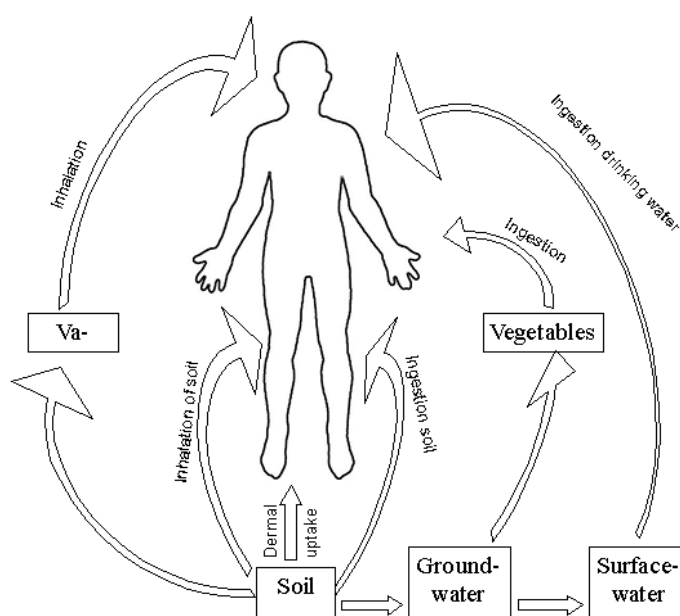 Inhalation
Ingestion drinking water
Ingestion
Va-
Vegetables
Inhalation of soil
Ingestion soil
Dermal
uptake
Soil
Ground-
water
Surface-
water